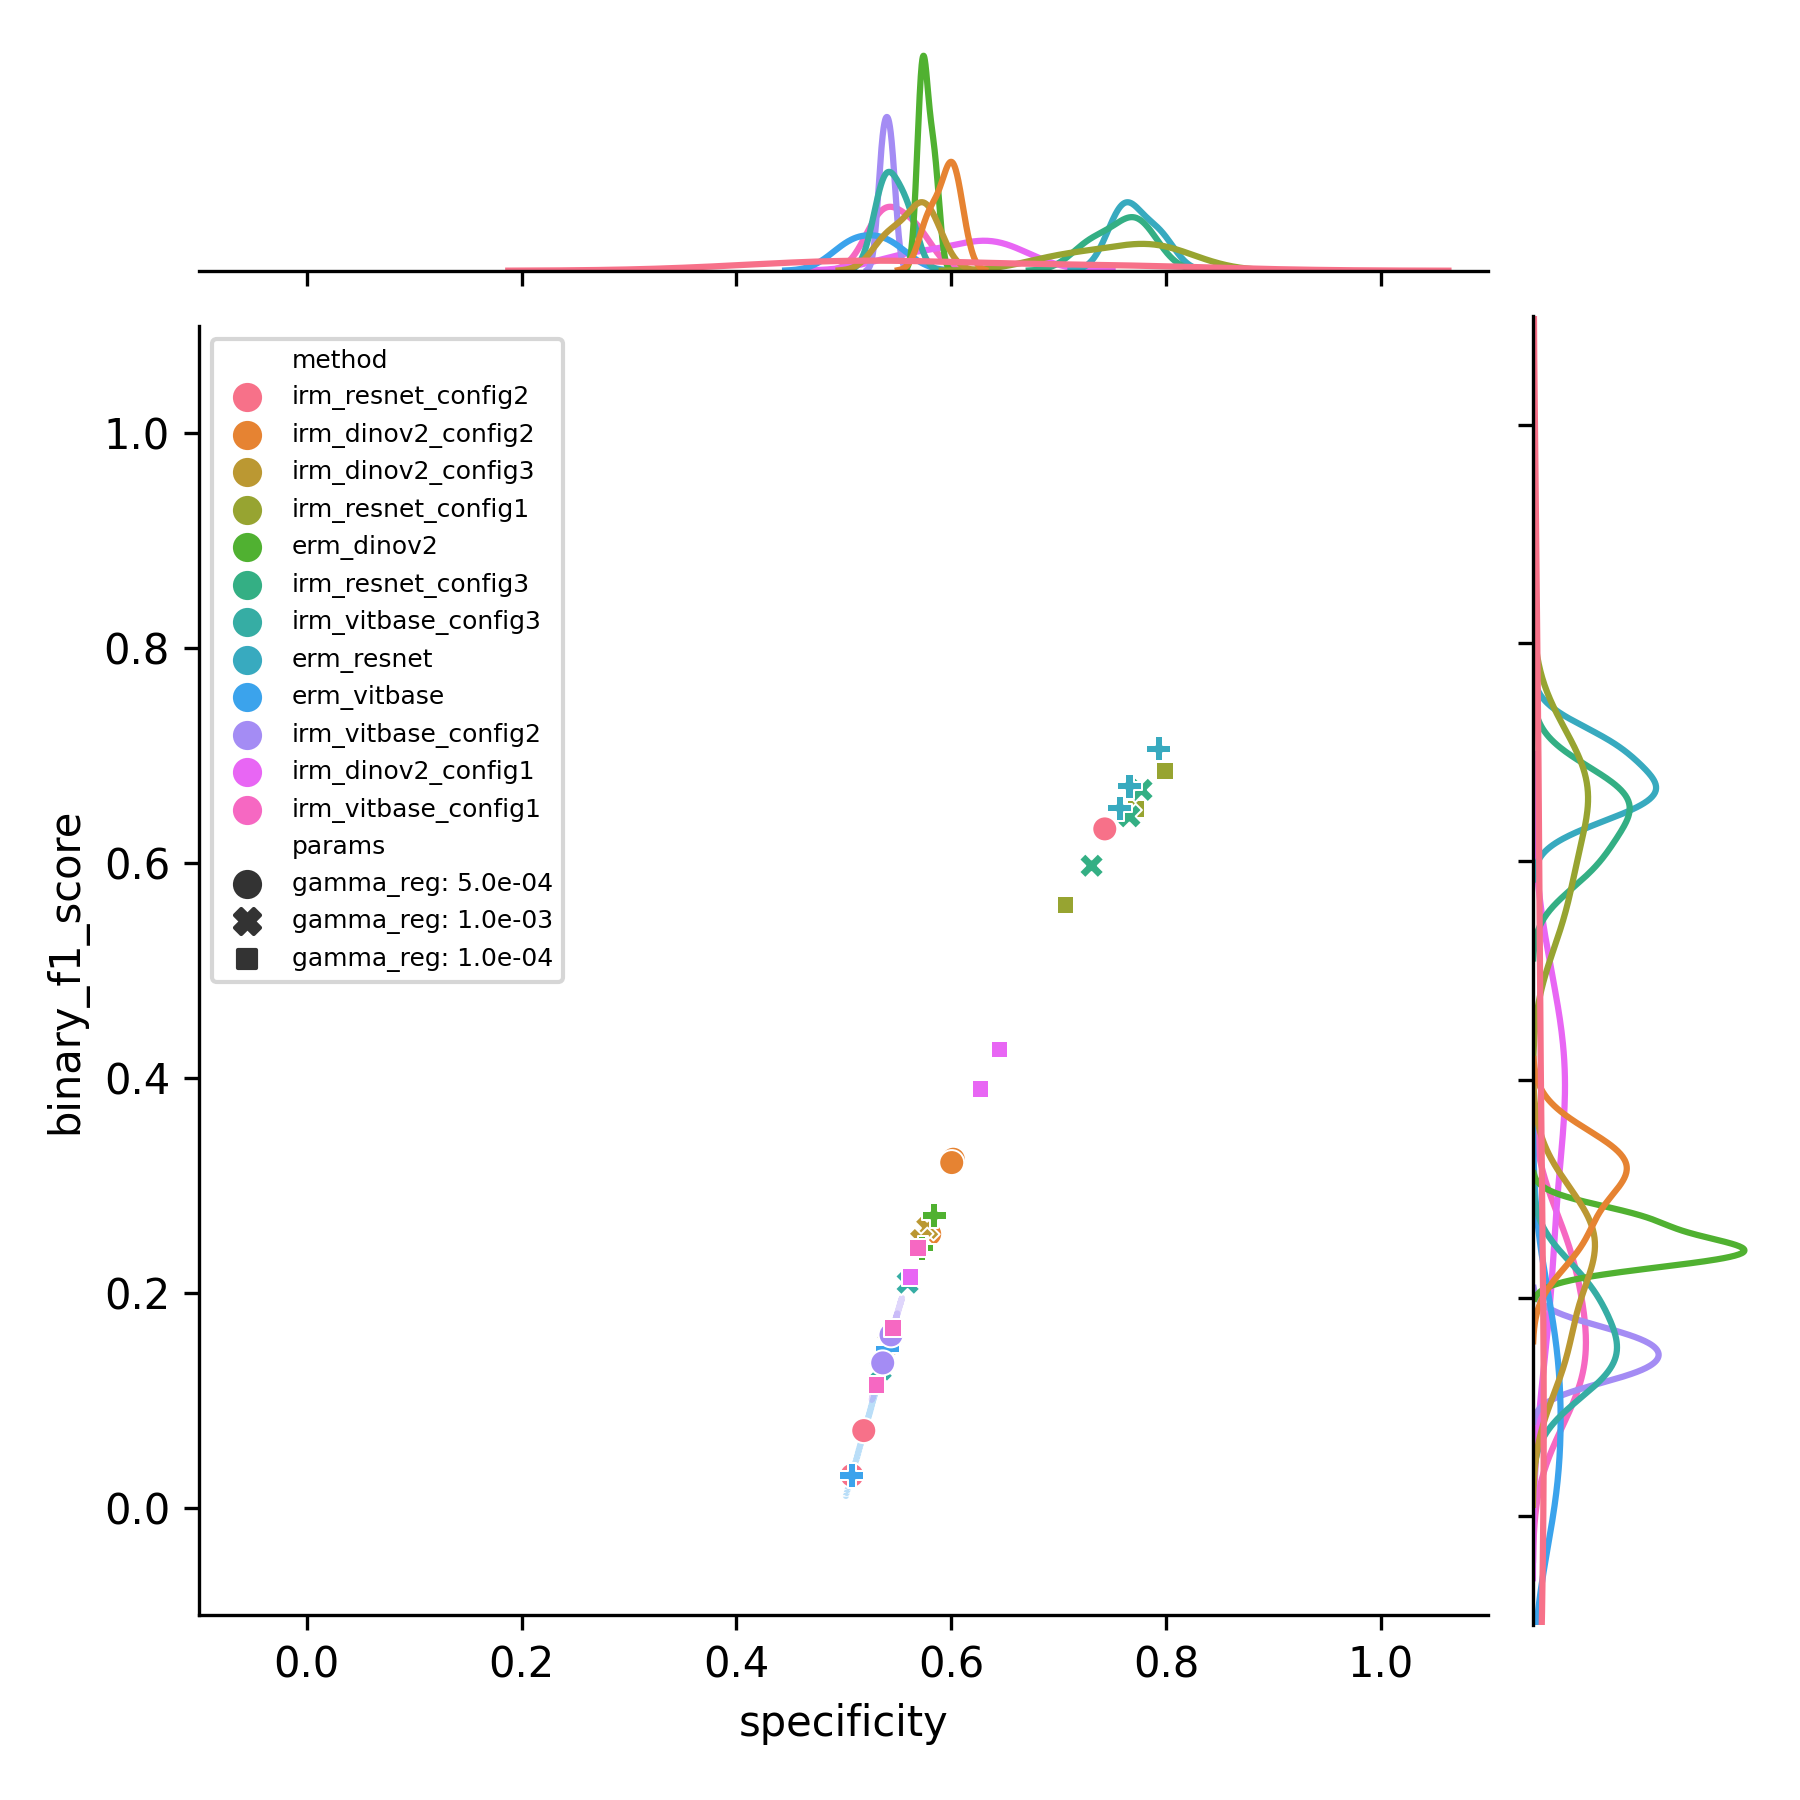 method
irm_resnet_config2
irm_dinov2_config2
irm_dinov2_config3
irm_resnet_config1
erm_dinov2
irm_resnet_config3
irm_vitbase_config3
erm_resnet
erm_vitbase
irm_vitbase_config2
irm_dinov2_config1
irm_vitbase_config1
params
gamma_reg: 5.0e-04
gamma_reg: 1.0e-03
gamma_reg: 1.0e-04
binary_f1_score
1.0
0.8
0.6
0.4
0.2
0.0
0.0 0.2 0.4 0.6 0.8 1.0
specificity